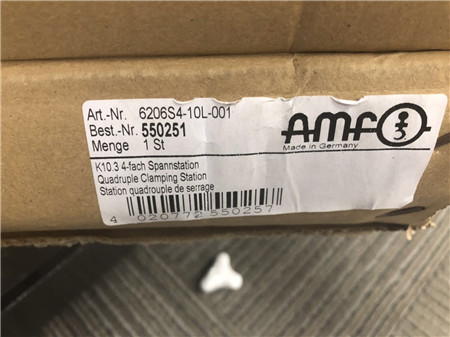 Art.-Nr. 6206S4-10L-001
Best.-Nr. 550251
Menge 1 St
AMF
Made in Germany
K10.3 4-fach Spannstation
Quadruple Clamping Station
Station quadrouple de serrage
4 020772 550257